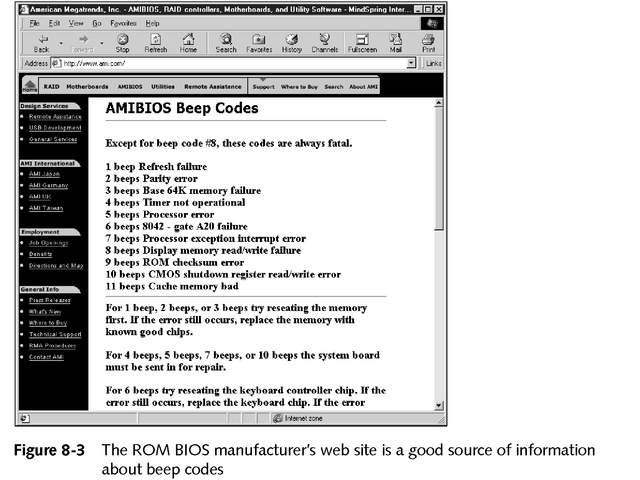 American Megatrends, Inc. - AMIBIOS, RAID controllers, Motherboards, and Utility Software - MindSpring Inter...
File Edit View Go Favorites Help
Back Forward Stop Refresh Home Search Favorites History Channels Fullscreen Mail Print
Address http://www.ami.com/ Links
Home RAID Motherboards AMIBIOS Utilities Remote Assistance Support Where to Buy Search About AMI
Design Services
Remote Assistance
USB Development
General Services
AMI International
AMI Japan
AMI Germany
AMI UK
AMI Taiwan
Employment
Job Openings
Benefits
Directions and Map
General Info
Press Releases
What's New
Where to Buy
Technical Support
RMA Procedures
Contact AMI
AMIBIOS Beep Codes
Except for beep code #8, these codes are always fatal.
1 beep Refresh failure
2 beeps Parity error
3 beeps Base 64K memory failure
4 beeps Timer not operational
5 beeps Processor error
6 beeps 8042 - gate A20 failure
7 beeps Processor exception interrupt error
8 beeps Display memory read/write failure
9 beeps ROM checksum error
10 beeps CMOS shutdown register read/write error
11 beeps Cache memory bad
For 1 beep, 2 beeps, or 3 beeps try reseating the memory
first. If the error still occurs, replace the memory with
known good chips.
For 4 beeps, 5 beeps, 7 beeps, or 10 beeps the system board
must be sent in for repair.
For 6 beeps try reseating the keyboard controller chip. If the
error still occurs, replace the keyboard chip. If the error
Internet zone
Figure 8-3 The ROM BIOS manufacturer's web site is a good source of information
about beep codes